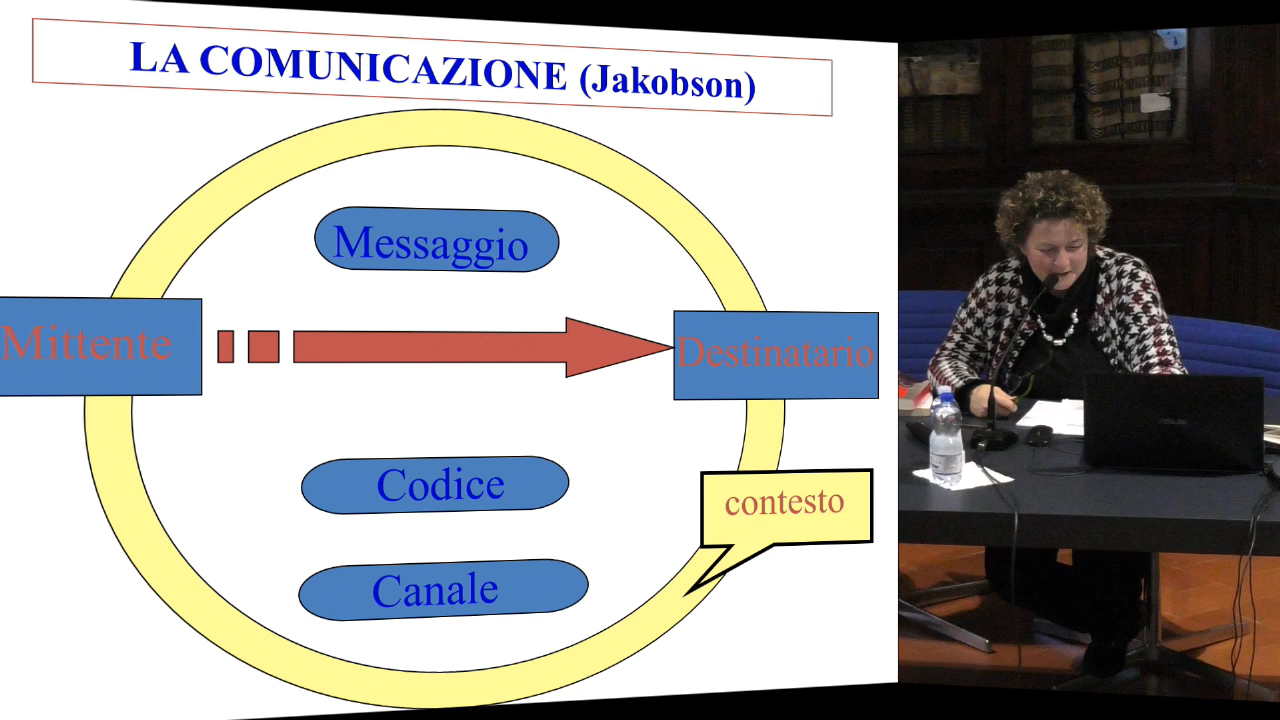 LA COMUNICAZIONE (Jakobson)
Messaggio
Mittente
Destinatario
Codice
contesto
Canale